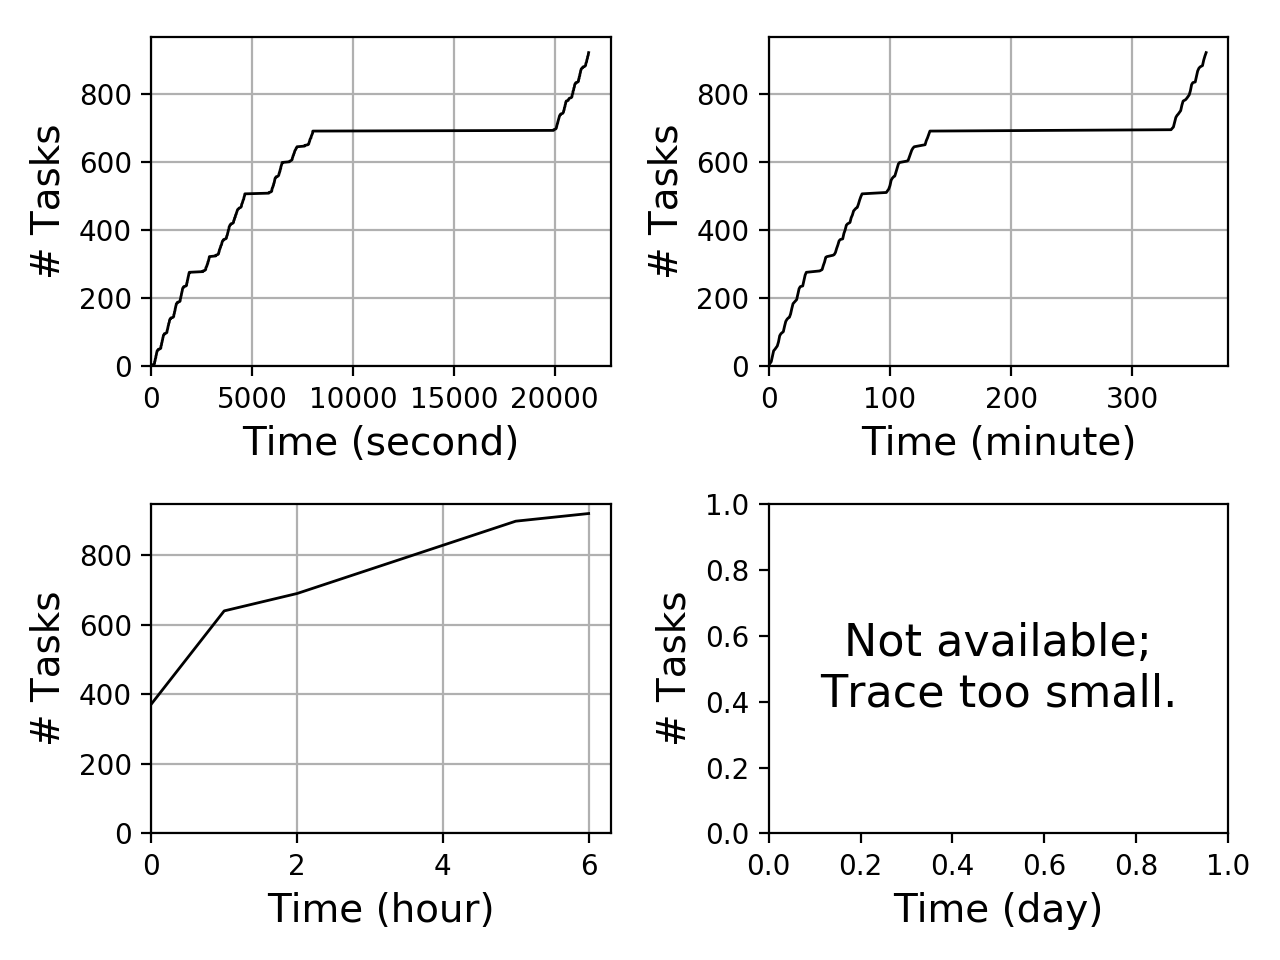 800
600
400
200
0
# Tasks
0 5000 10000 15000 20000
Time (second)
800
600
400
200
0
# Tasks
0 100 200 300
Time (minute)
800
600
400
200
0
# Tasks
0 2 4 6
Time (hour)
1.0
0.8
0.6
0.4
0.2
0.0
# Tasks
Not available;
Trace too small.
0.0 0.2 0.4 0.6 0.8 1.0
Time (day)